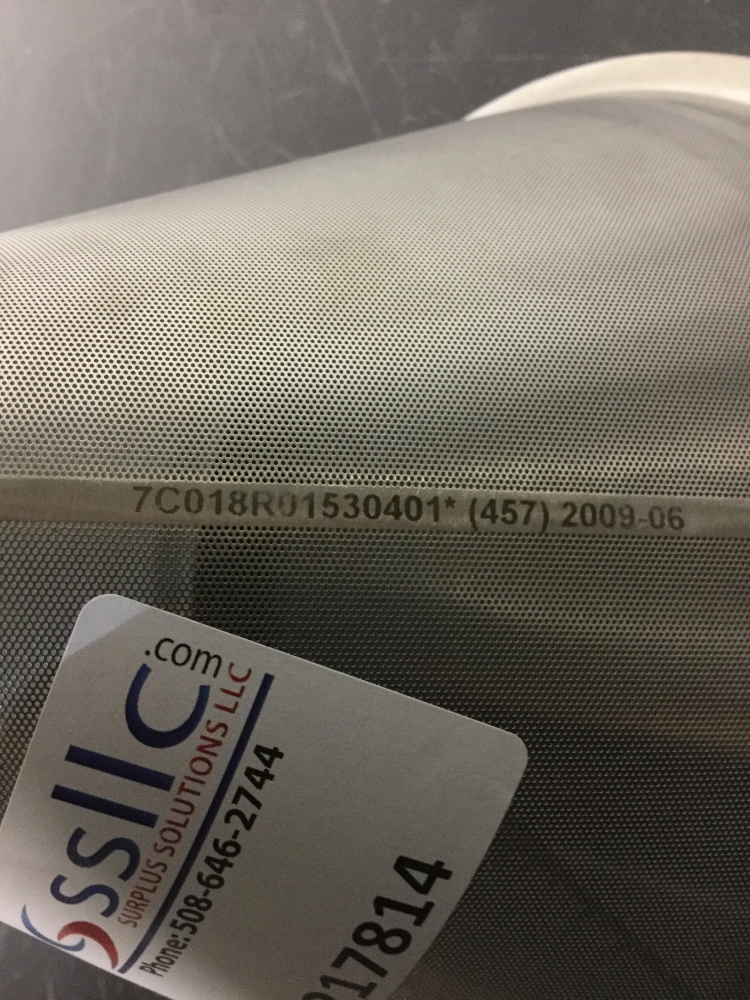 7C018R01530401* (457) 2009-06
ssllc.com
SURPLUS SOLUTIONS LLC
Phone: 508-646-2744
17814